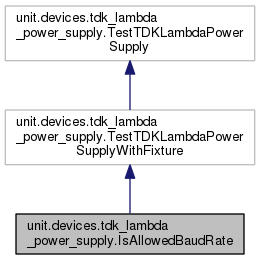 unit.devices.tdk_lambda
_power_supply.TestTDKLambdaPower
Supply
unit.devices.tdk_lambda
_power_supply.TestTDKLambdaPower
SupplyWithFixture
unit.devices.tdk_lambda
_power_supply.IsAllowedBaudRate